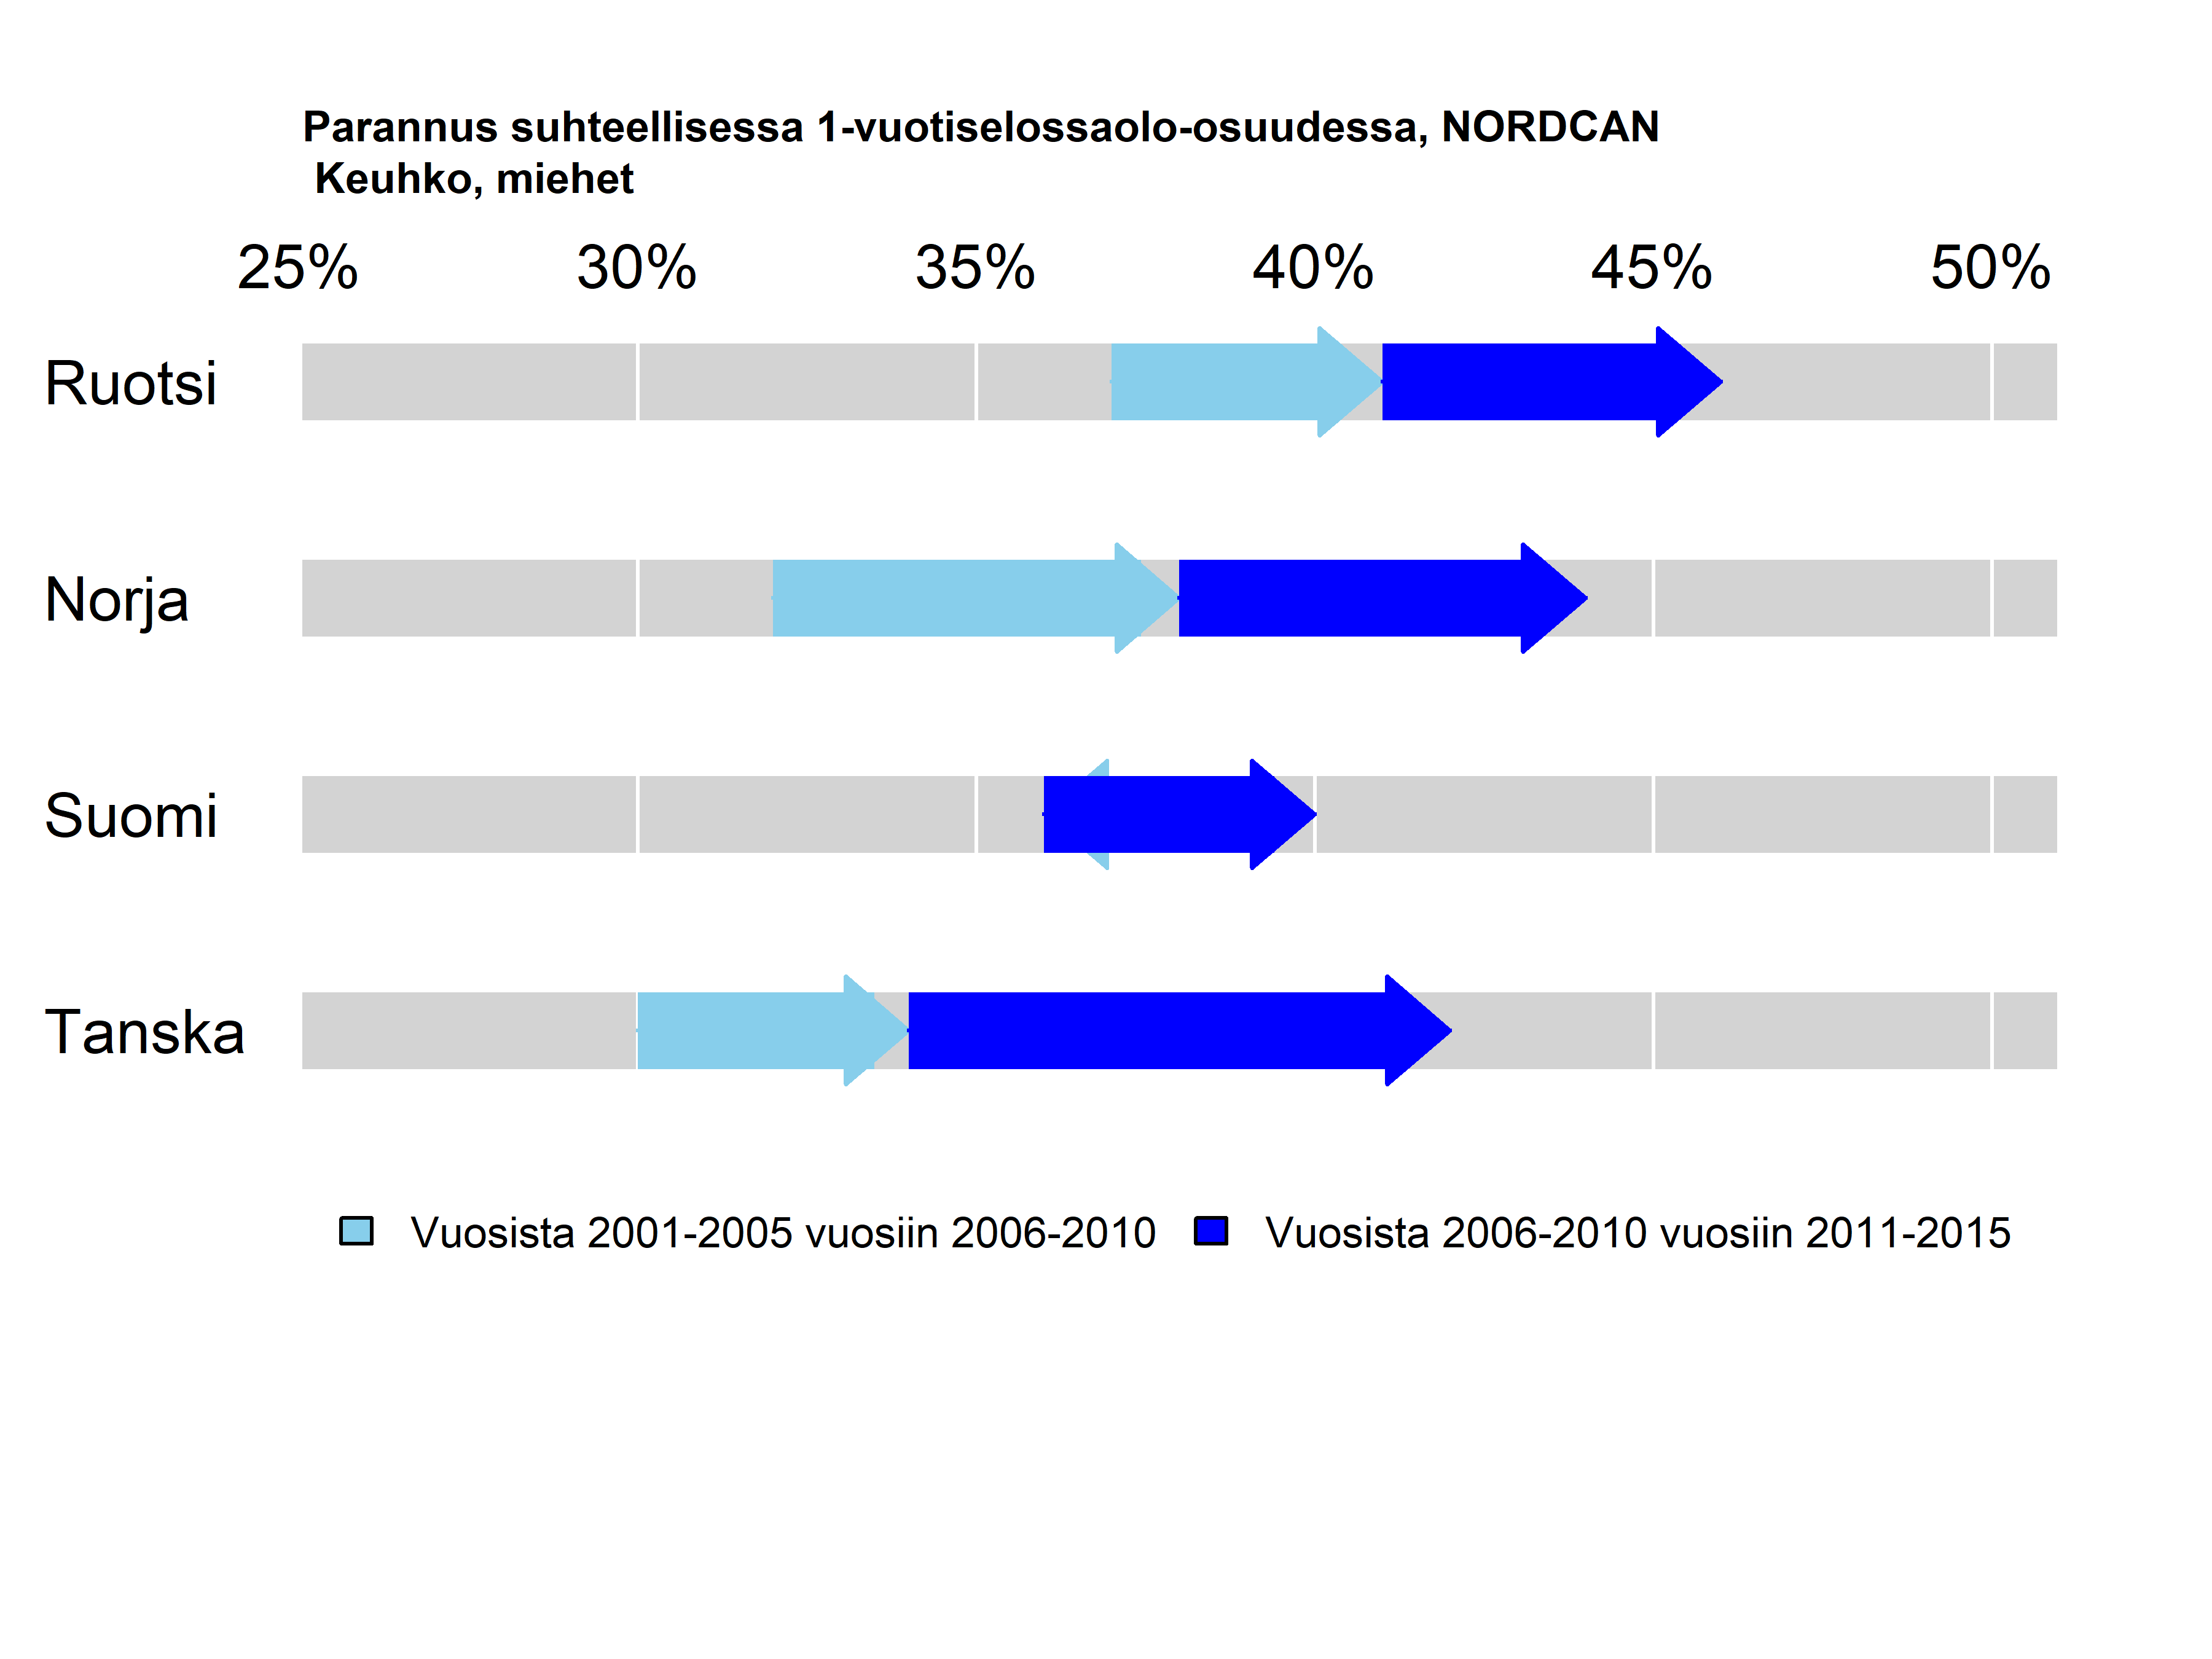 Parannus suhteellisessa 1-vuotiselossaolo-osuudessa, NORDCAN
Keuhko, miehet
25% 30% 35% 40% 45% 50%
Ruotsi
Norja
Suomi
Tanska
Vuosista 2001-2005 vuosiin 2006-2010 Vuosista 2006-2010 vuosiin 2011-2015